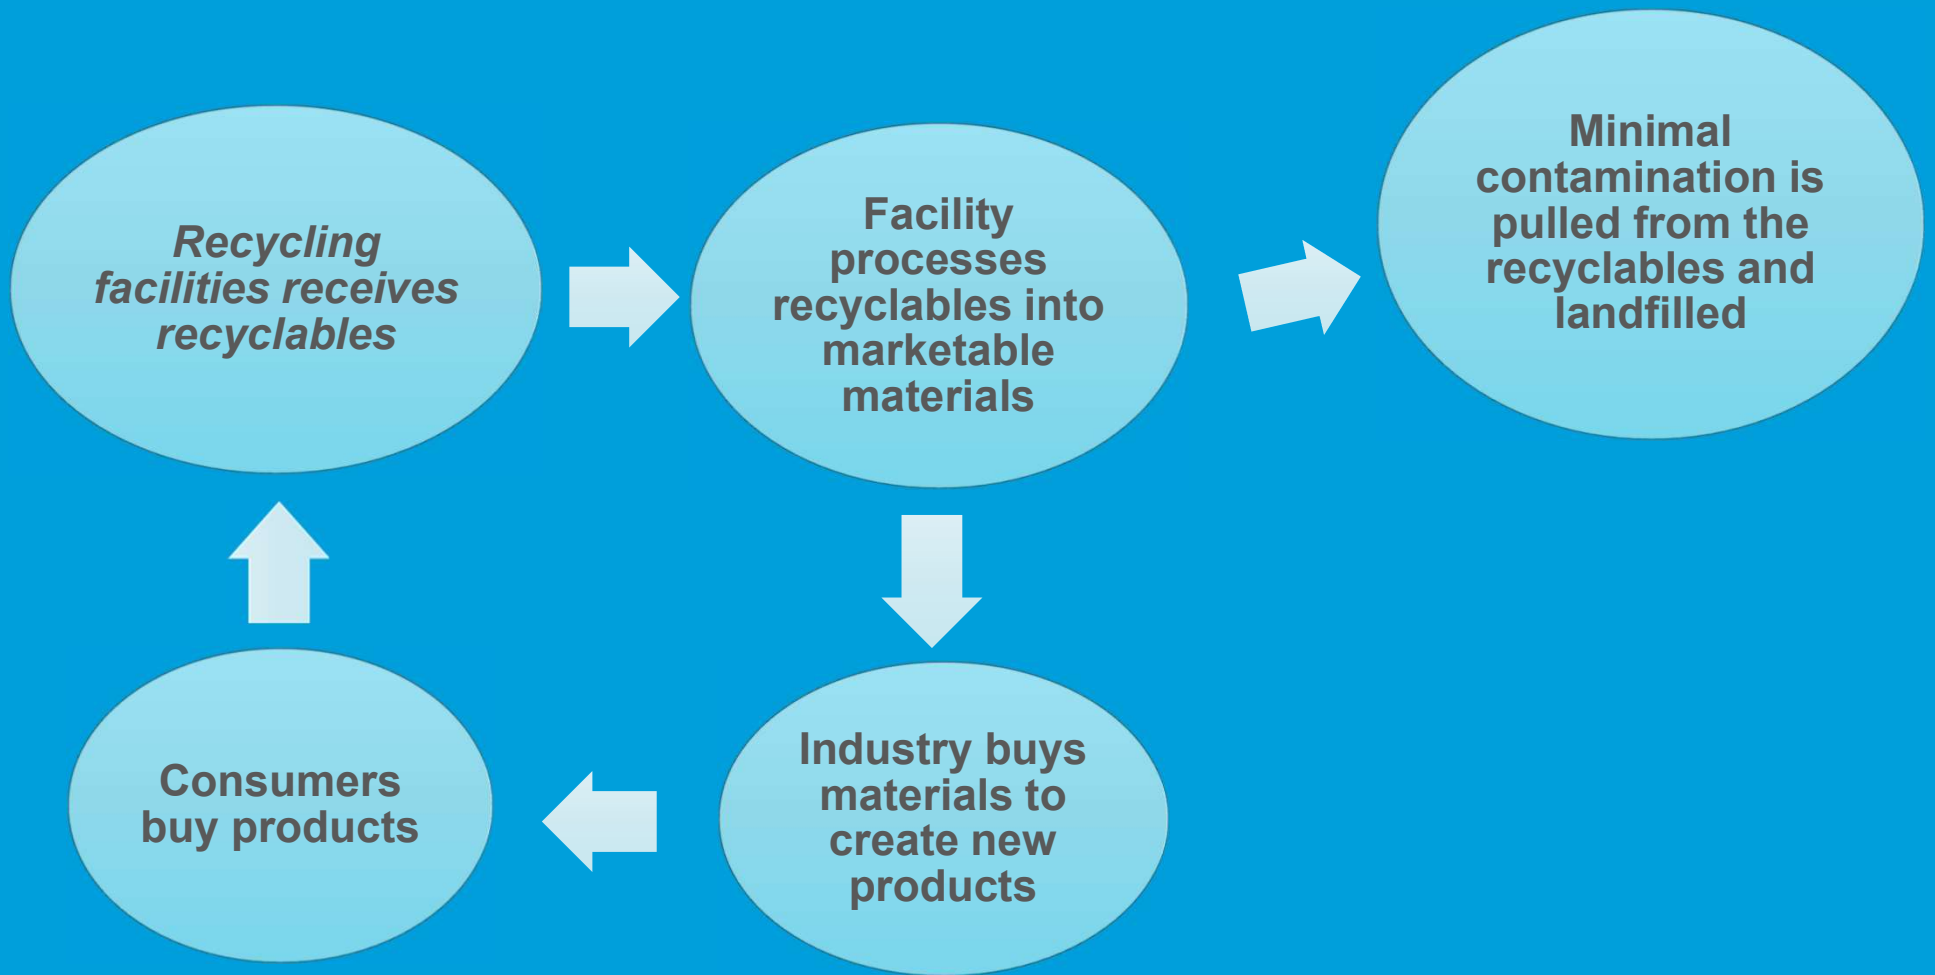 Recycling
facilities receives
recyclables
Facility
processes
recyclables into
marketable
materials
Minimal
contamination is
pulled from the
recyclables and
landfilled
Consumers
buy products
Industry buys
materials to
create new
products